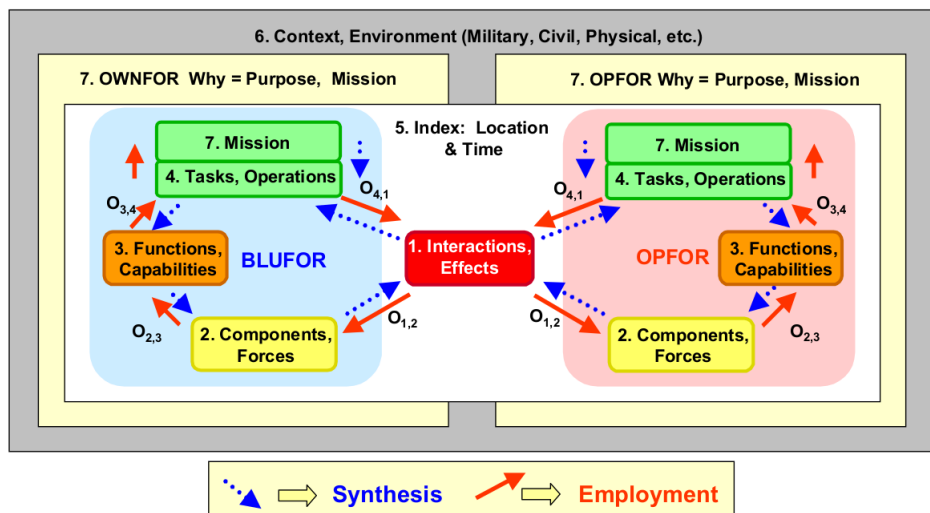 6. Context, Environment (Military, Civil, Physical, etc.)
7. OWNFOR Why = Purpose, Mission
7. OPFOR Why = Purpose, Mission
5. Index: Location
& Time
7. Mission
4. Tasks, Operations
O4,1
O3,4
3. Functions,
Capabilities
BLUFOR
O2,3
2. Components,
Forces
O1,2
1. Interactions,
Effects
7. Mission
4. Tasks, Operations
O4,1
O3,4
OPFOR
3. Functions,
Capabilities
O1,2
2. Components,
Forces
O2,3
Synthesis
Employment